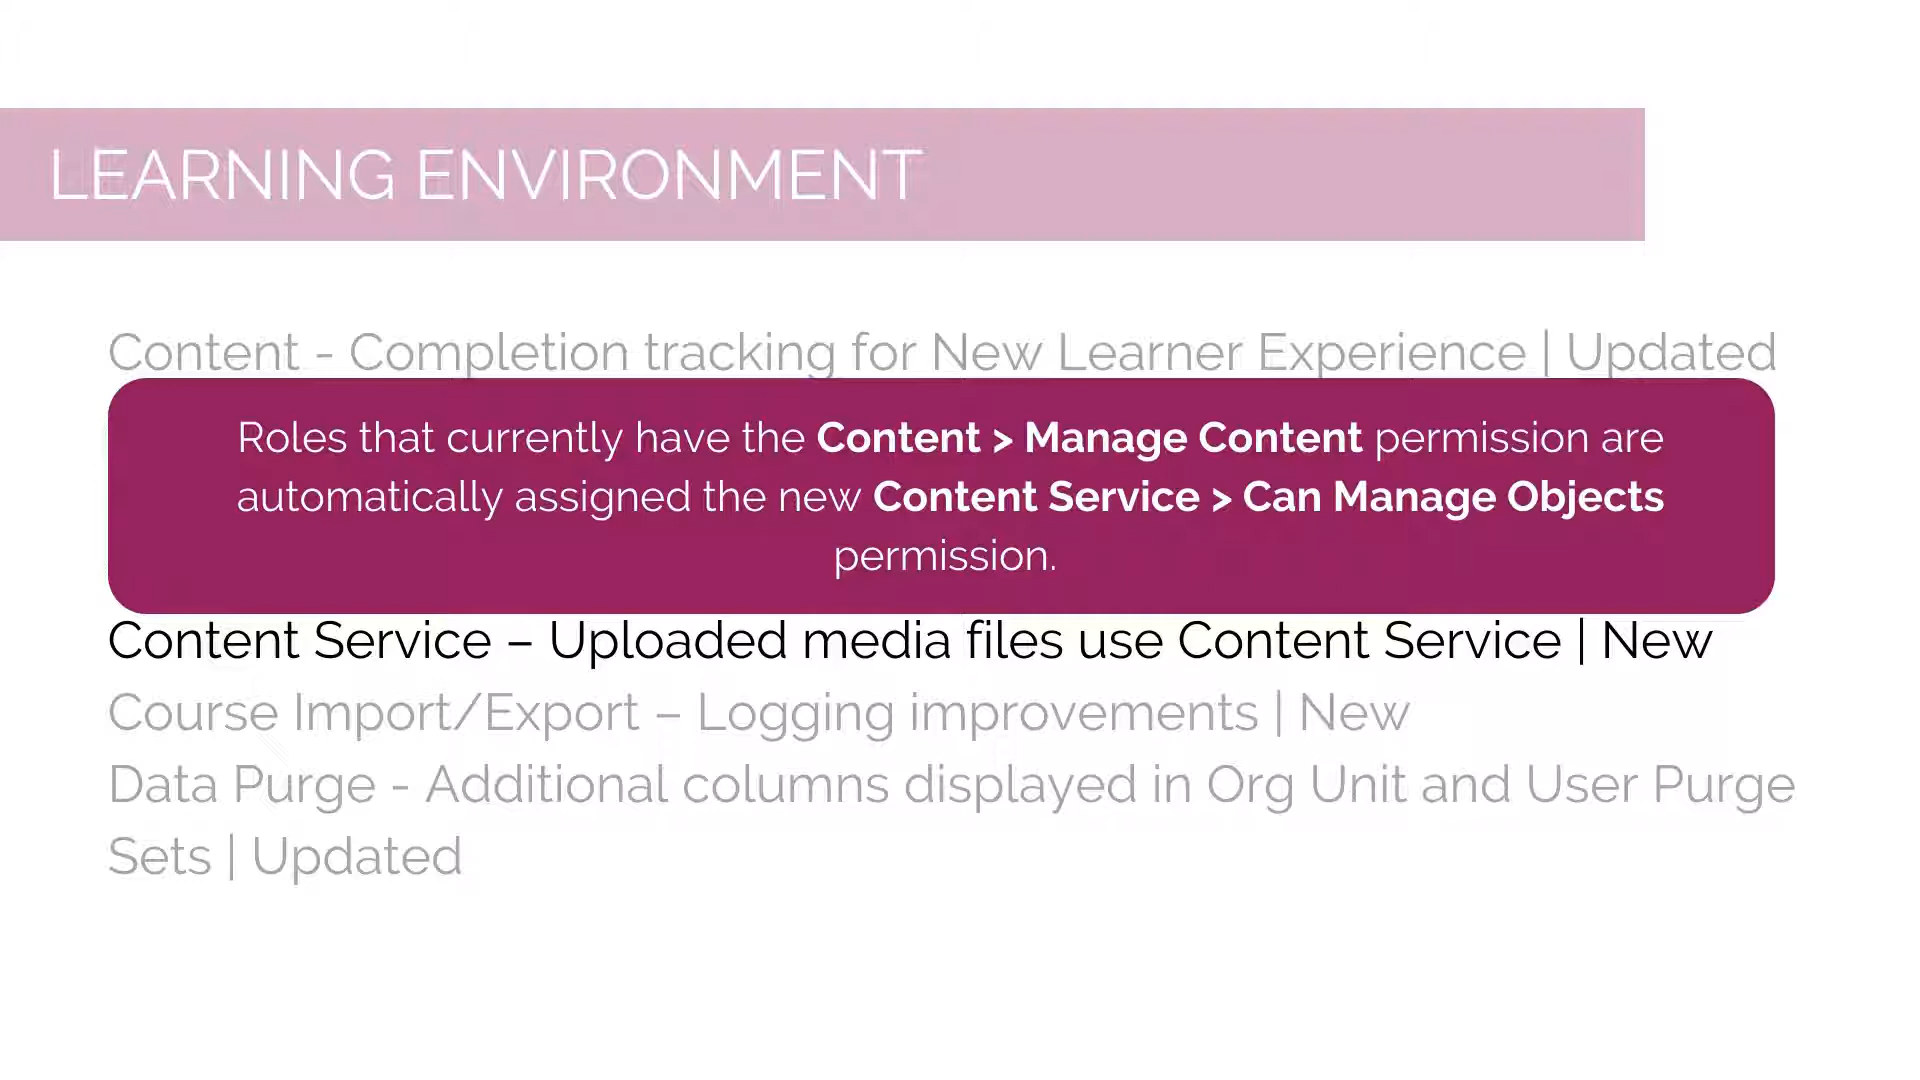 LEARNING ENVIRONMENT
Content - Completion tracking for New Learner Experience | Updated
Roles that currently have the Content > Manage Content permission are
automatically assigned the new Content Service > Can Manage Objects
permission.
Content Service – Uploaded media files use Content Service | New
Course Import/Export – Logging improvements | New
Data Purge - Additional columns displayed in Org Unit and User Purge
Sets | Updated